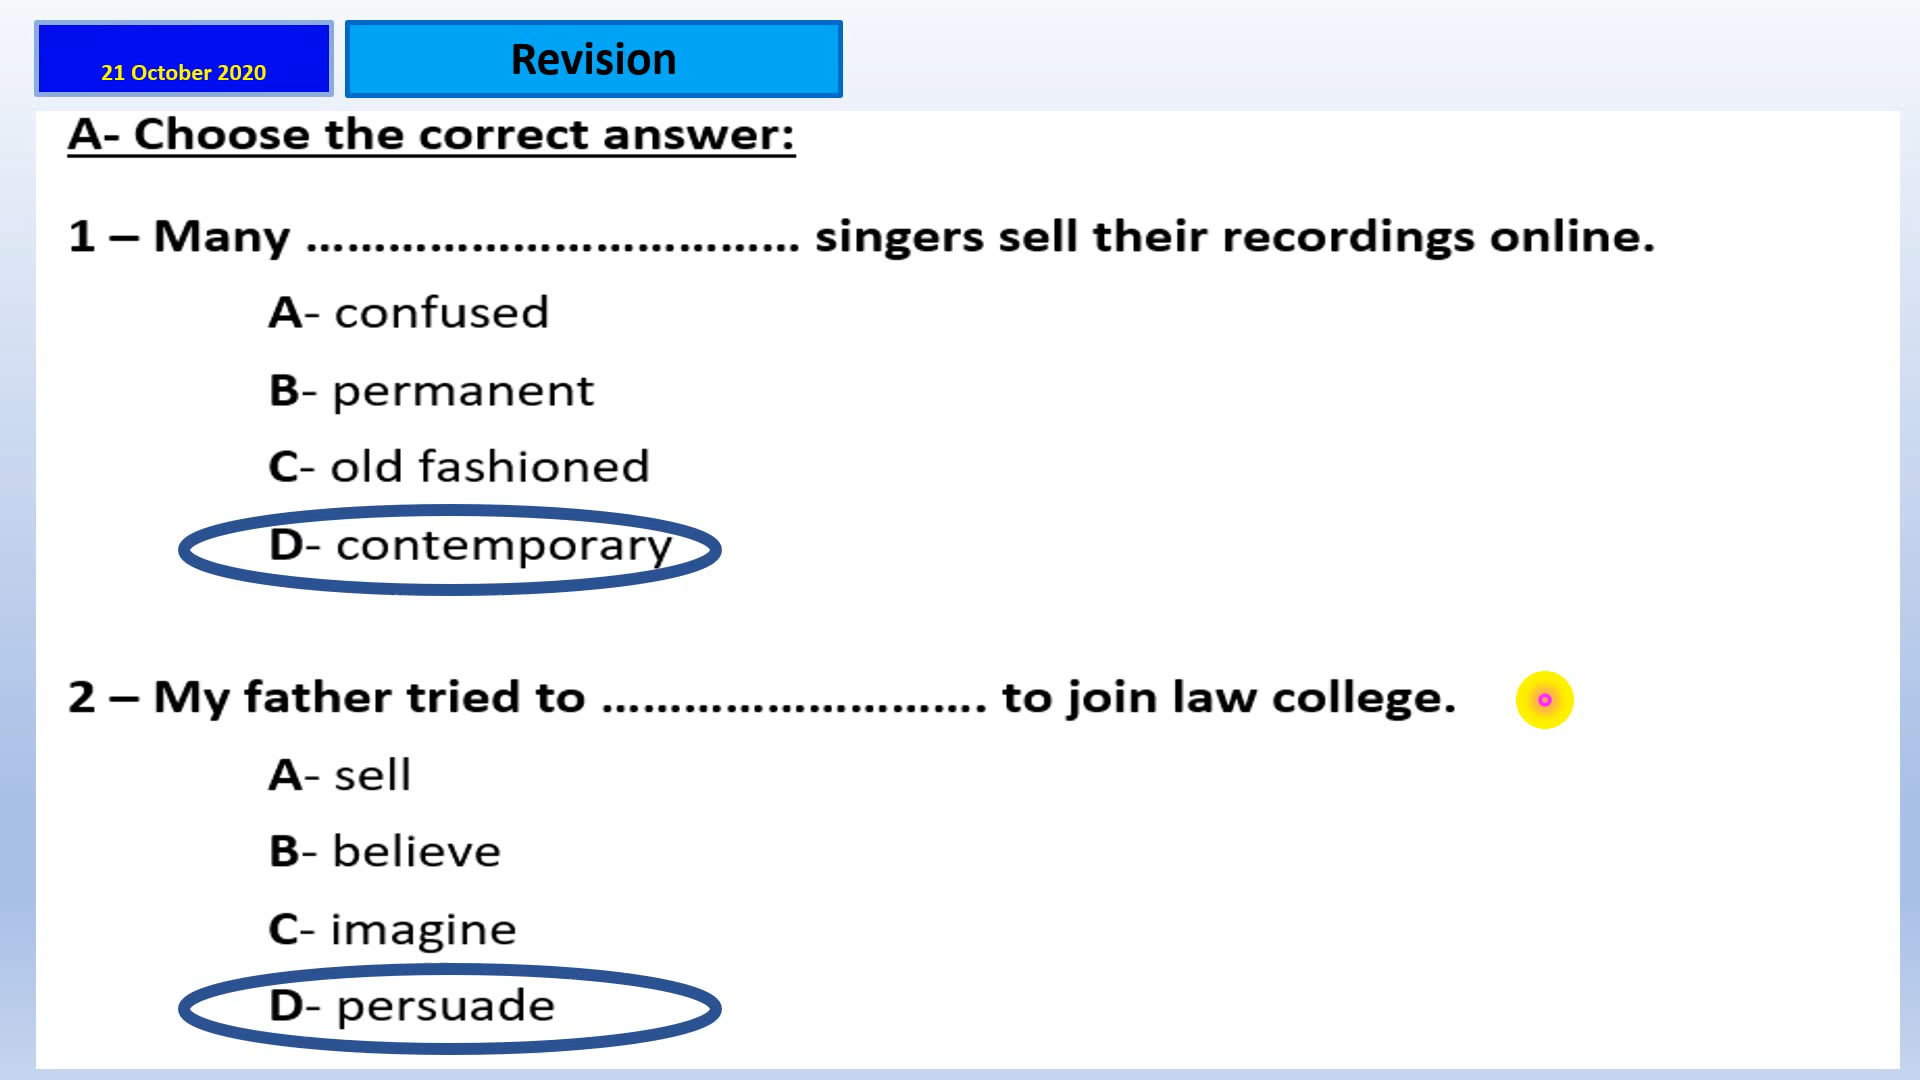 21 October 2020
Revision
A- Choose the correct answer:
1 – Many ……………………………… singers sell their recordings online.
A- confused
B- permanent
C- old fashioned
D- contemporary
2 – My father tried to ………………………. to join law college.
A- sell
B- believe
C- imagine
D- persuade